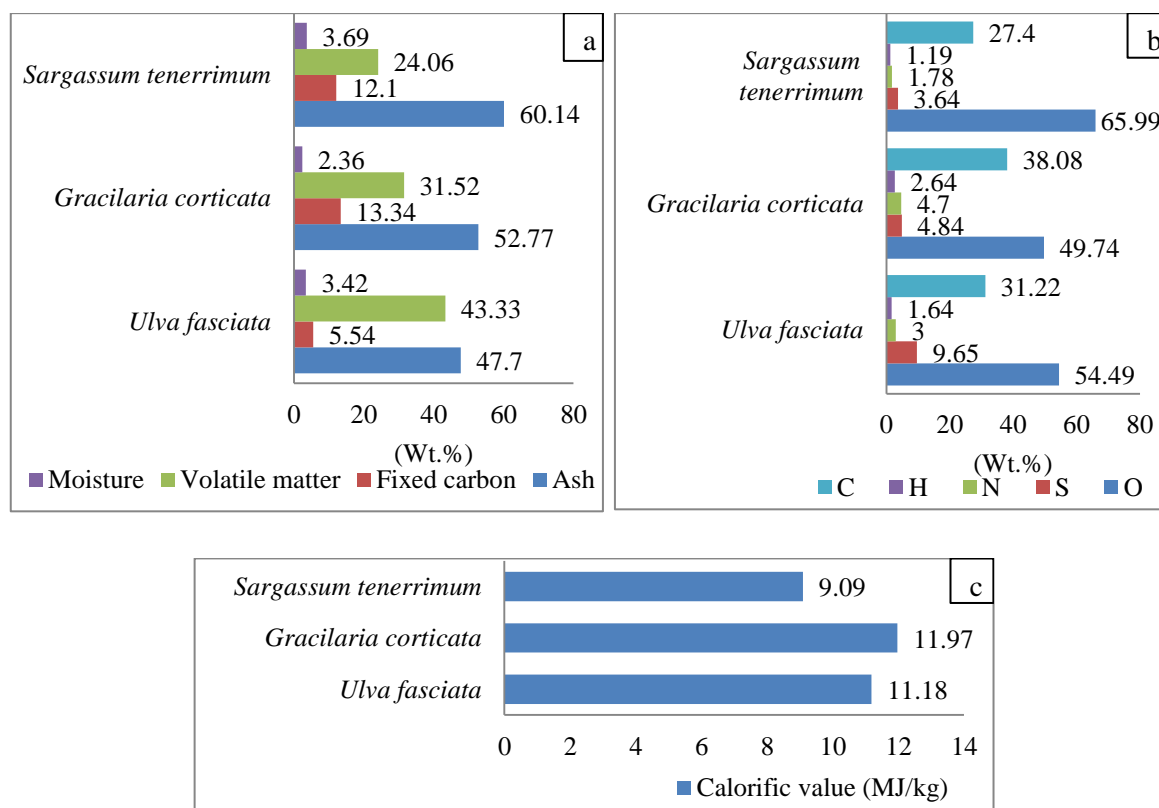 a
3.69
24.06
Sargassum tenerrimum
12.1
60.14
2.36
31.52
Gracilaria corticata
13.34
52.77
3.42
43.33
Ulva fasciata
5.54
47.7
0 20 40 60 80
(Wt.%)
Moisture Volatile matter Fixed carbon Ash
b
27.4
1.19
Sargassum
tenerrimum
1.78
3.64
65.99
38.08
2.64
Gracilaria corticata
4.7
4.84
49.74
31.22
1.64
Ulva fasciata
3
9.65
54.49
0 20 40 60 80
(Wt.%)
C H N S O
c
Sargassum tenerrimum 9.09
Gracilaria corticata 11.97
Ulva fasciata 11.18
0 2 4 6 8 10 12 14
Calorific value (MJ/kg)